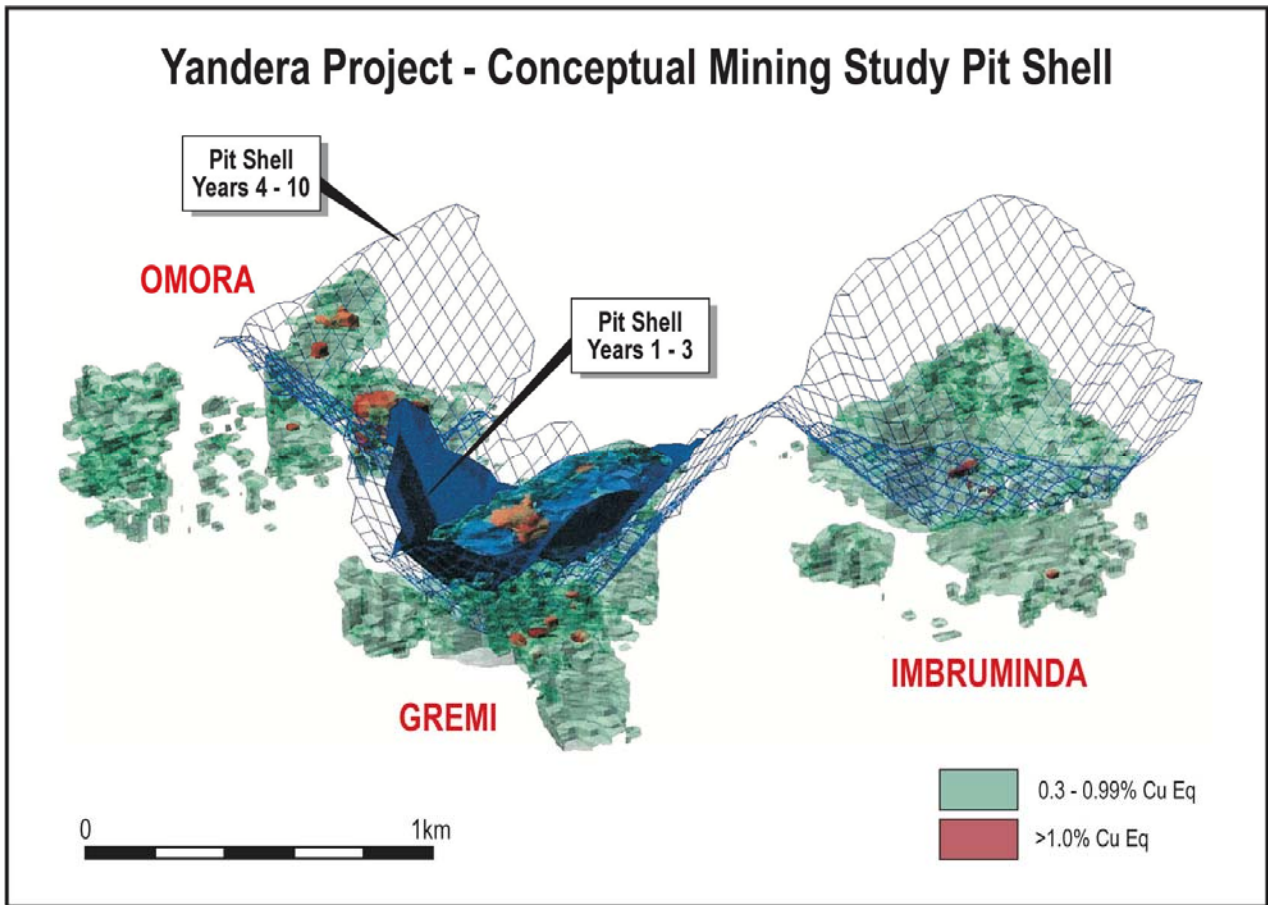 Yandera Project - Conceptual Mining Study Pit Shell
Pit Shell
Years 4 - 10
OMORA
Pit Shell
Years 1 - 3
IMBRUMINDA
GREMI
0.3 - 0.99% Cu Eq
0 1km
>1.0% Cu Eq